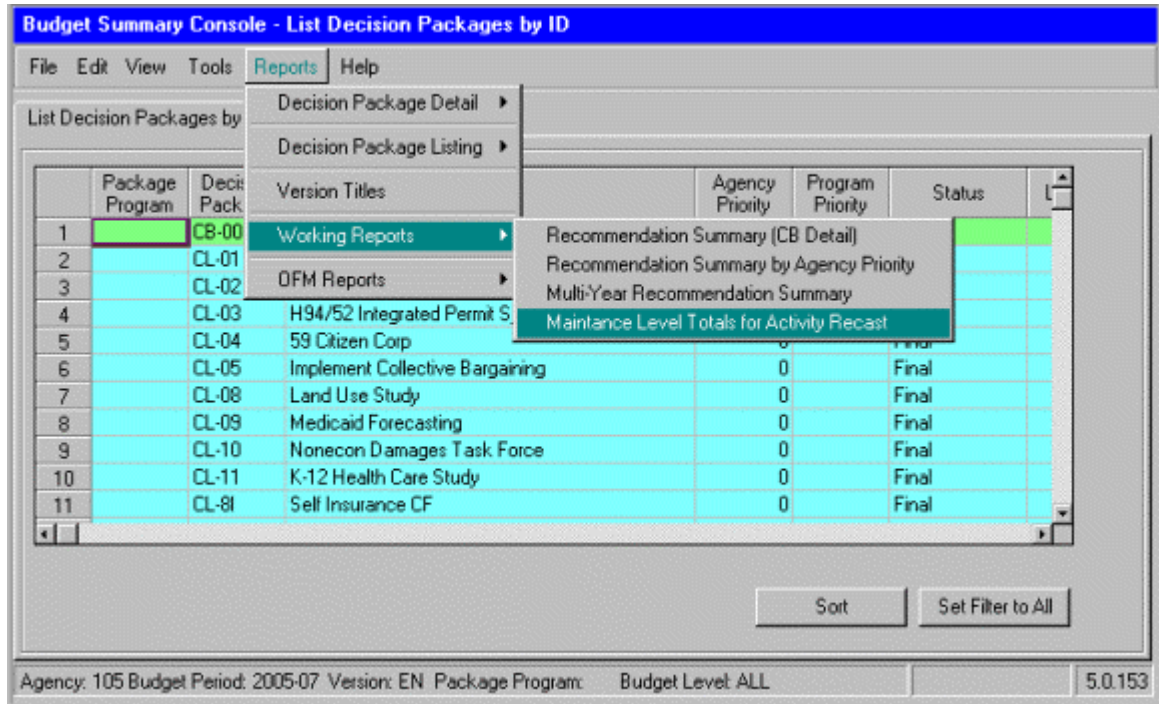 Budget Summary Console - List Decision Packages by ID
File Edit View Tools Reports Help
List Decision Packages by
Decision Package Detail
Decision Package Listing
Version Titles
Working Reports
OFM Reports
Recommendation Summary (CB Detail)
Recommendation Summary by Agency Priority
Multi-Year Recommendation Summary
Maintance Level Totals for Activity Recast
Package Program Decis Pack Agency Priority Program Priority Status L
1 CB-00
2 CL-01
3 CL-02
4 CL-03 H94/52 Integrated Permit S
5 CL-04 59 Citizen Corp 0 Final
6 CL-05 Implement Collective Bargaining 0 Final
7 CL-08 Land Use Study 0 Final
8 CL-09 Medicaid Forecasting 0 Final
9 CL-10 Nonecon Damages Task Force 0 Final
10 CL-11 K-12 Health Care Study 0 Final
11 CL-8I Self Insurance CF 0 Final
Sort Set Filter to All
Agency: 105 Budget Period: 2005-07 Version: EN Package Program: Budget Level: ALL 5.0.153